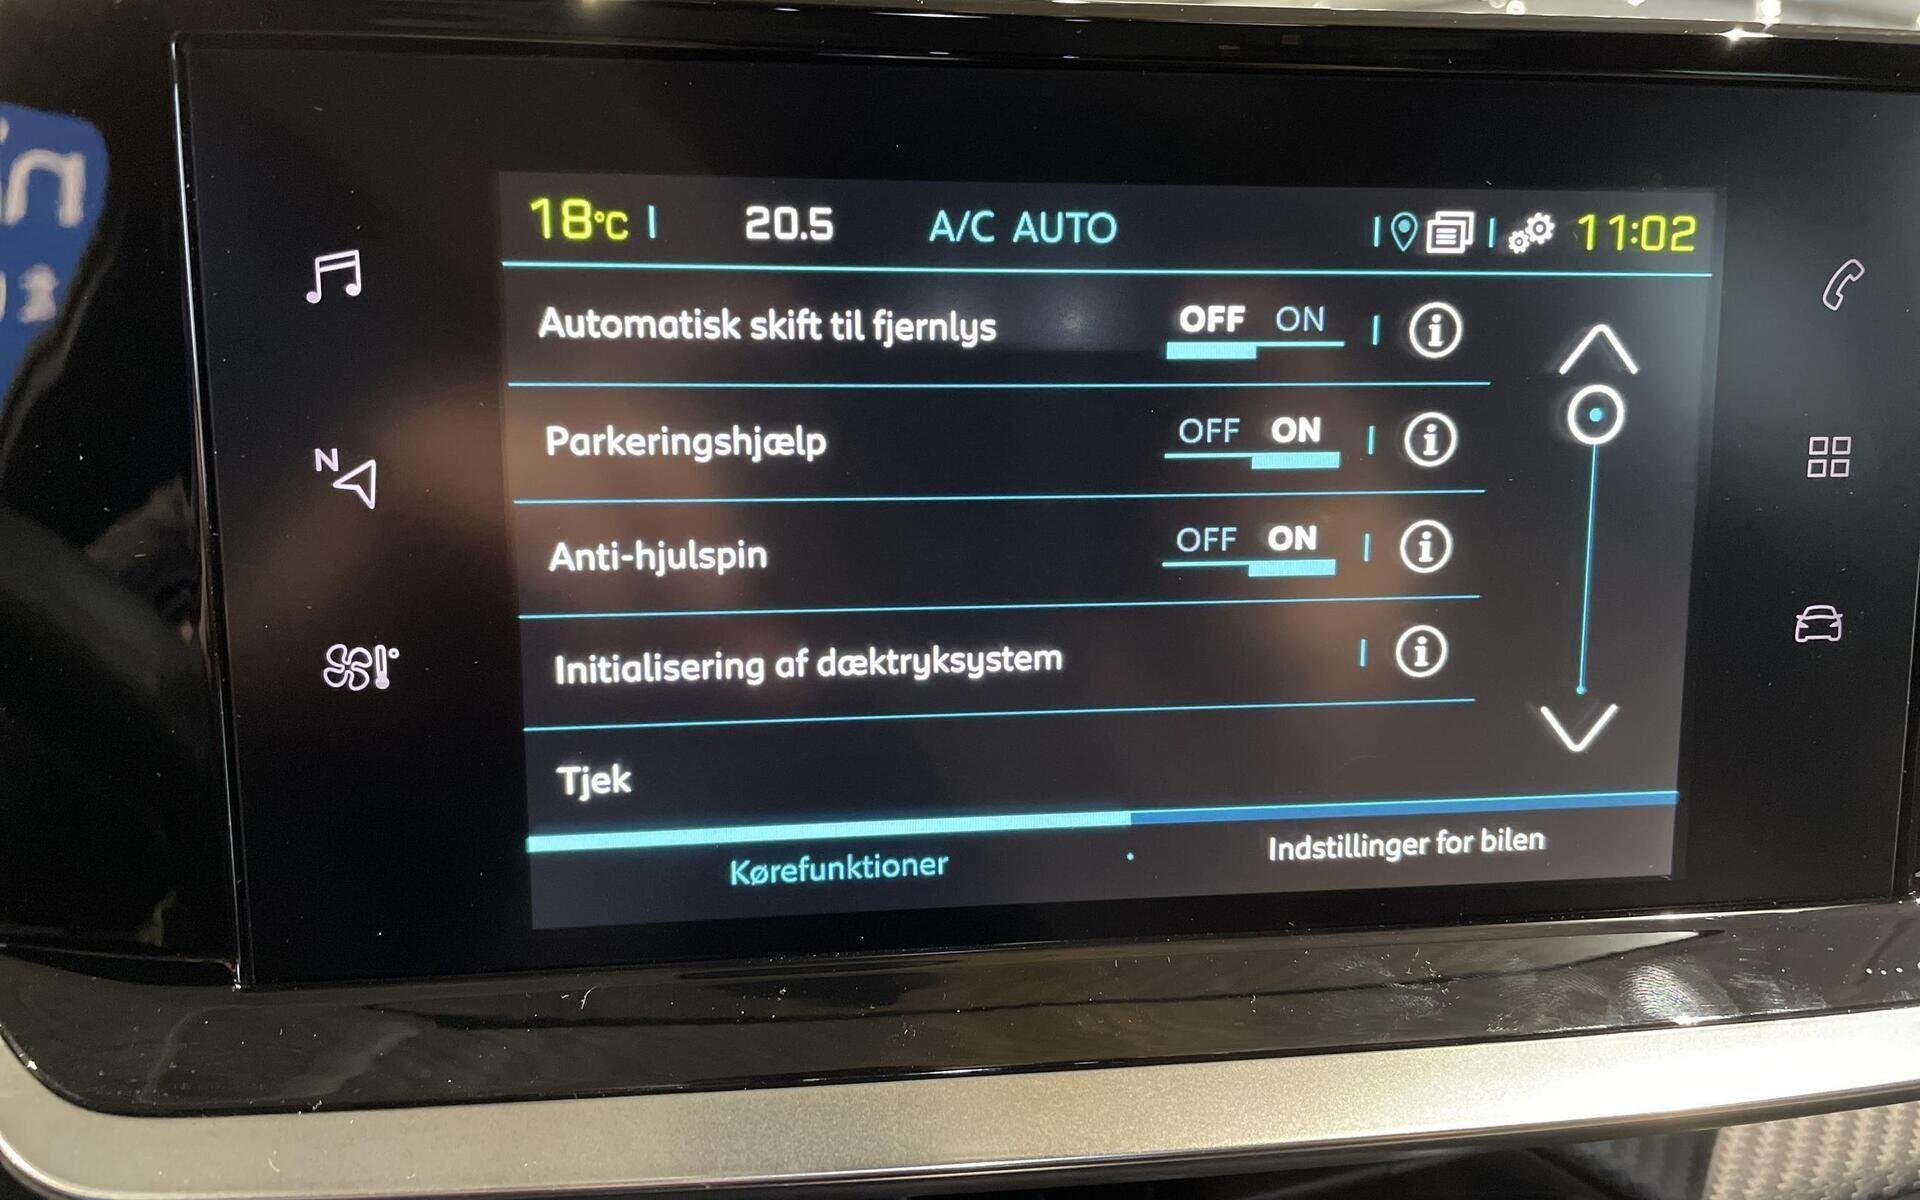 18°C 20.5 A/C AUTO 11:02
Automatisk skift til fjernlys OFF ON
Parkeringshjælp OFF ON
Anti-hjulspin OFF ON
Initialisering af dæktryksystem
Tjek
Kørefunktioner Indstillinger for bilen
N